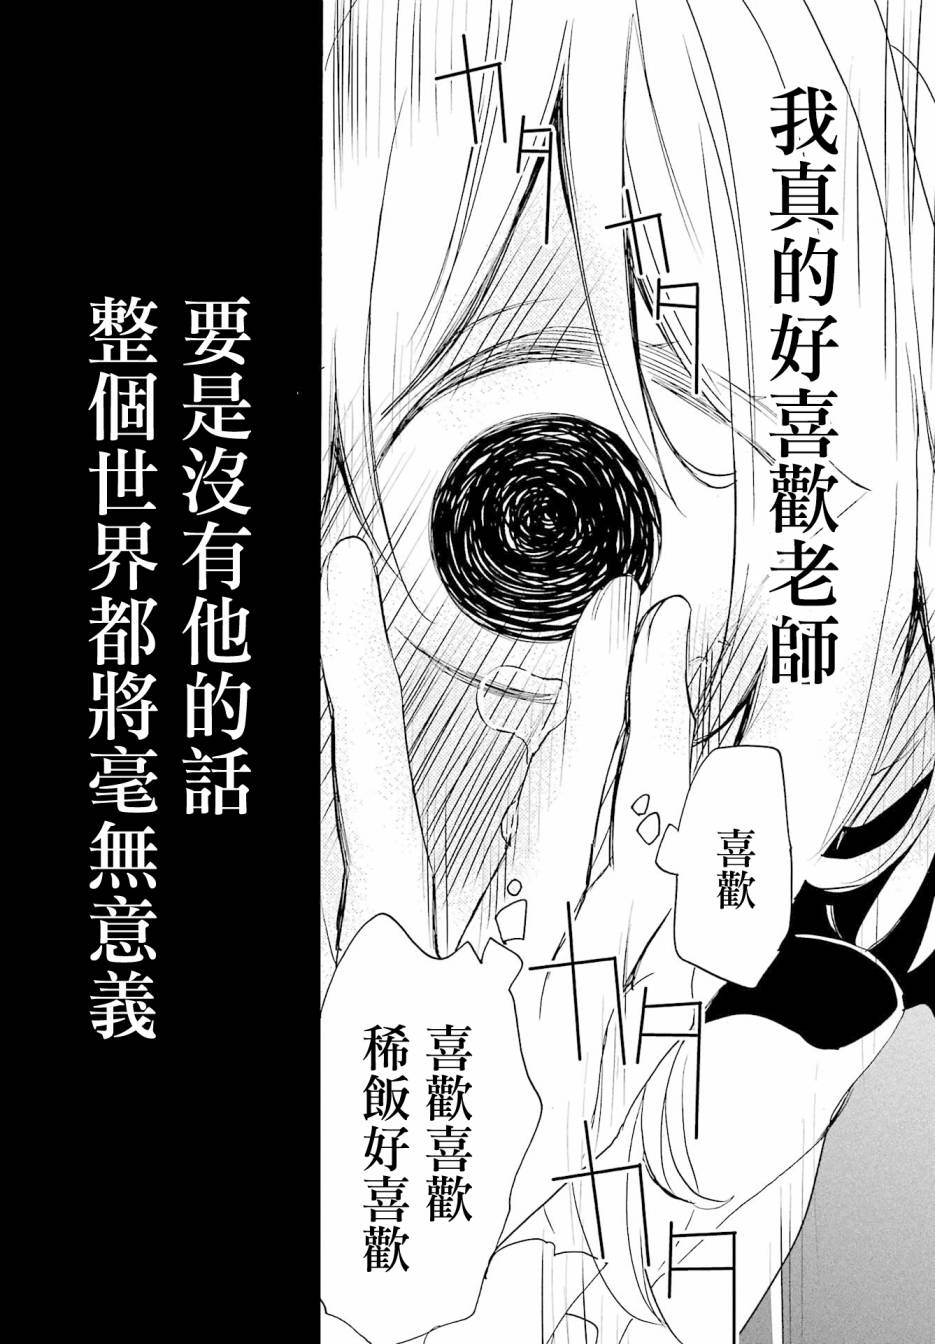 我真的好喜歡老師
カタ
カタ
喜歡
カタ
カタ
喜歡喜歡
稀飯好喜歡
要是沒有他的話
整個世界都將毫無意義